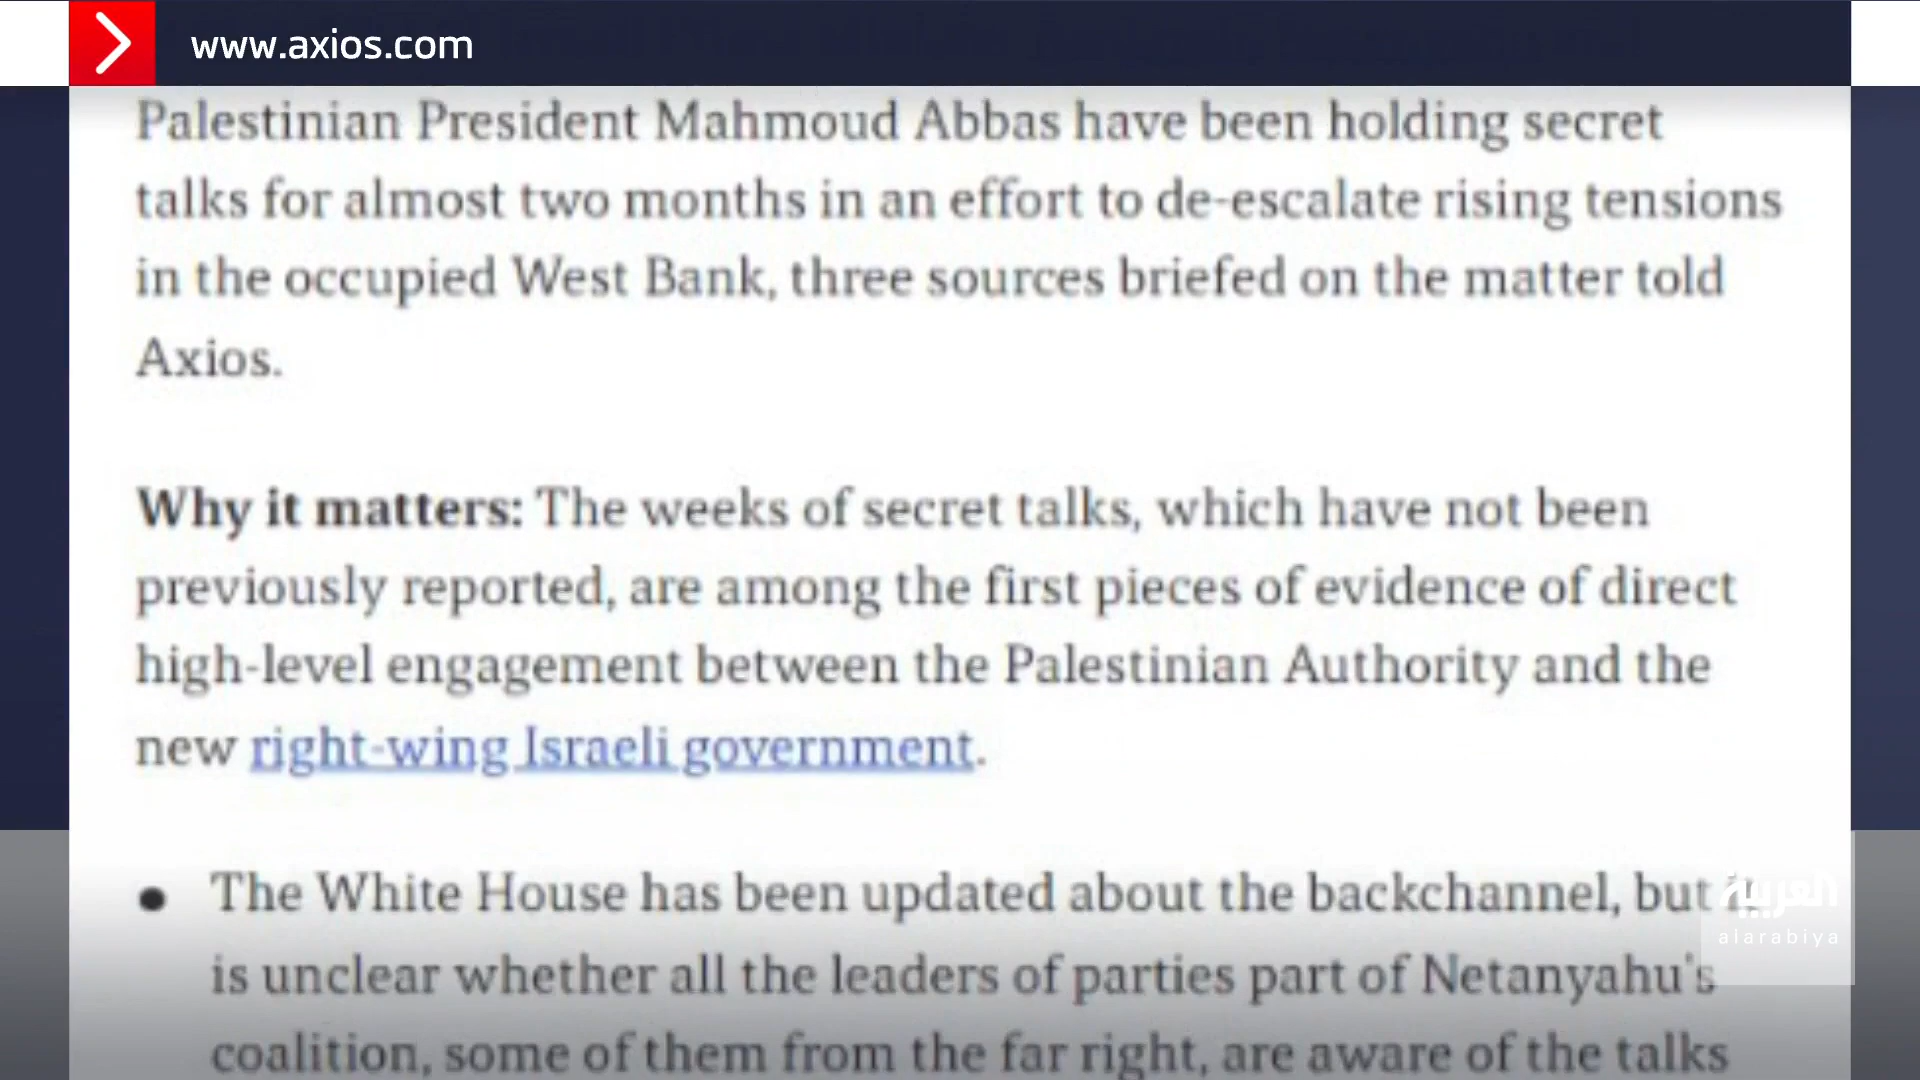 www.axios.com
Palestinian President Mahmoud Abbas have been holding secret
talks for almost two months in an effort to de-escalate rising tensions
in the occupied West Bank, three sources briefed on the matter told
Axios.
Why it matters: The weeks of secret talks, which have not been
previously reported, are among the first pieces of evidence of direct
high-level engagement between the Palestinian Authority and the
new right-wing Israeli government.
• The White House has been updated about the backchannel, but
is unclear whether all the leaders of parties part of Netanyahu's
coalition, some of them from the far right, are aware of the talks
العربية
alarabiya